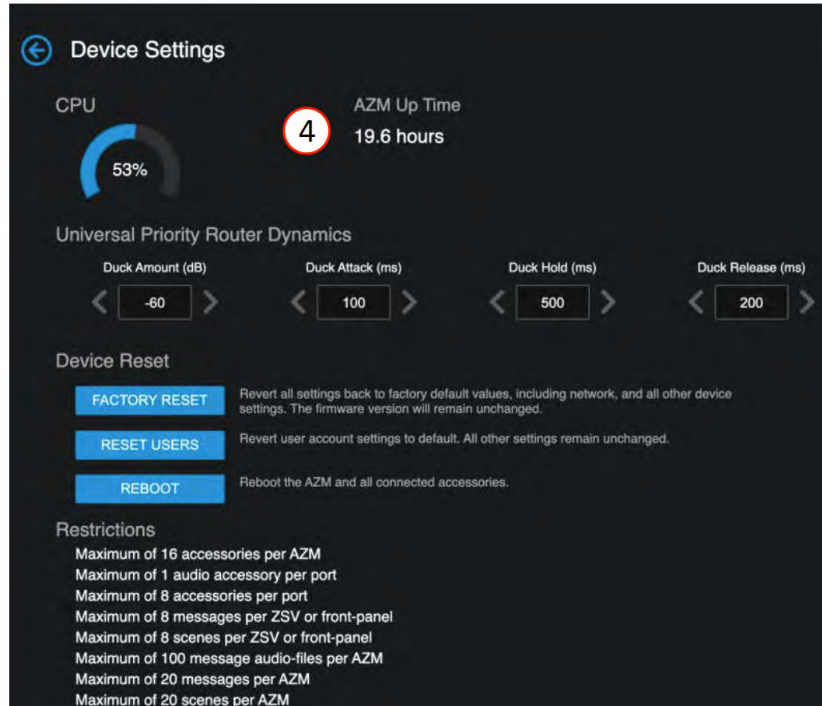 Device Settings
CPU
53%
4
AZM Up Time
19.6 hours
Universal Priority Router Dynamics
Duck Amount (dB)
-60
Duck Attack (ms)
100
Duck Hold (ms)
500
Duck Release (ms)
200
Device Reset
FACTORY RESET
Revert all settings back to factory default values, including network, and all other device
settings. The firmware version will remain unchanged.
RESET USERS
Revert user account settings to default. All other settings remain unchanged.
REBOOT
Reboot the AZM and all connected accessories.
Restrictions
Maximum of 16 accessories per AZM
Maximum of 1 audio accessory per port
Maximum of 8 accessories per port
Maximum of 8 messages per ZSV or front-panel
Maximum of 8 scenes per ZSV or front-panel
Maximum of 100 message audio-files per AZM
Maximum of 20 messages per AZM
Maximum of 20 scenes per AZM